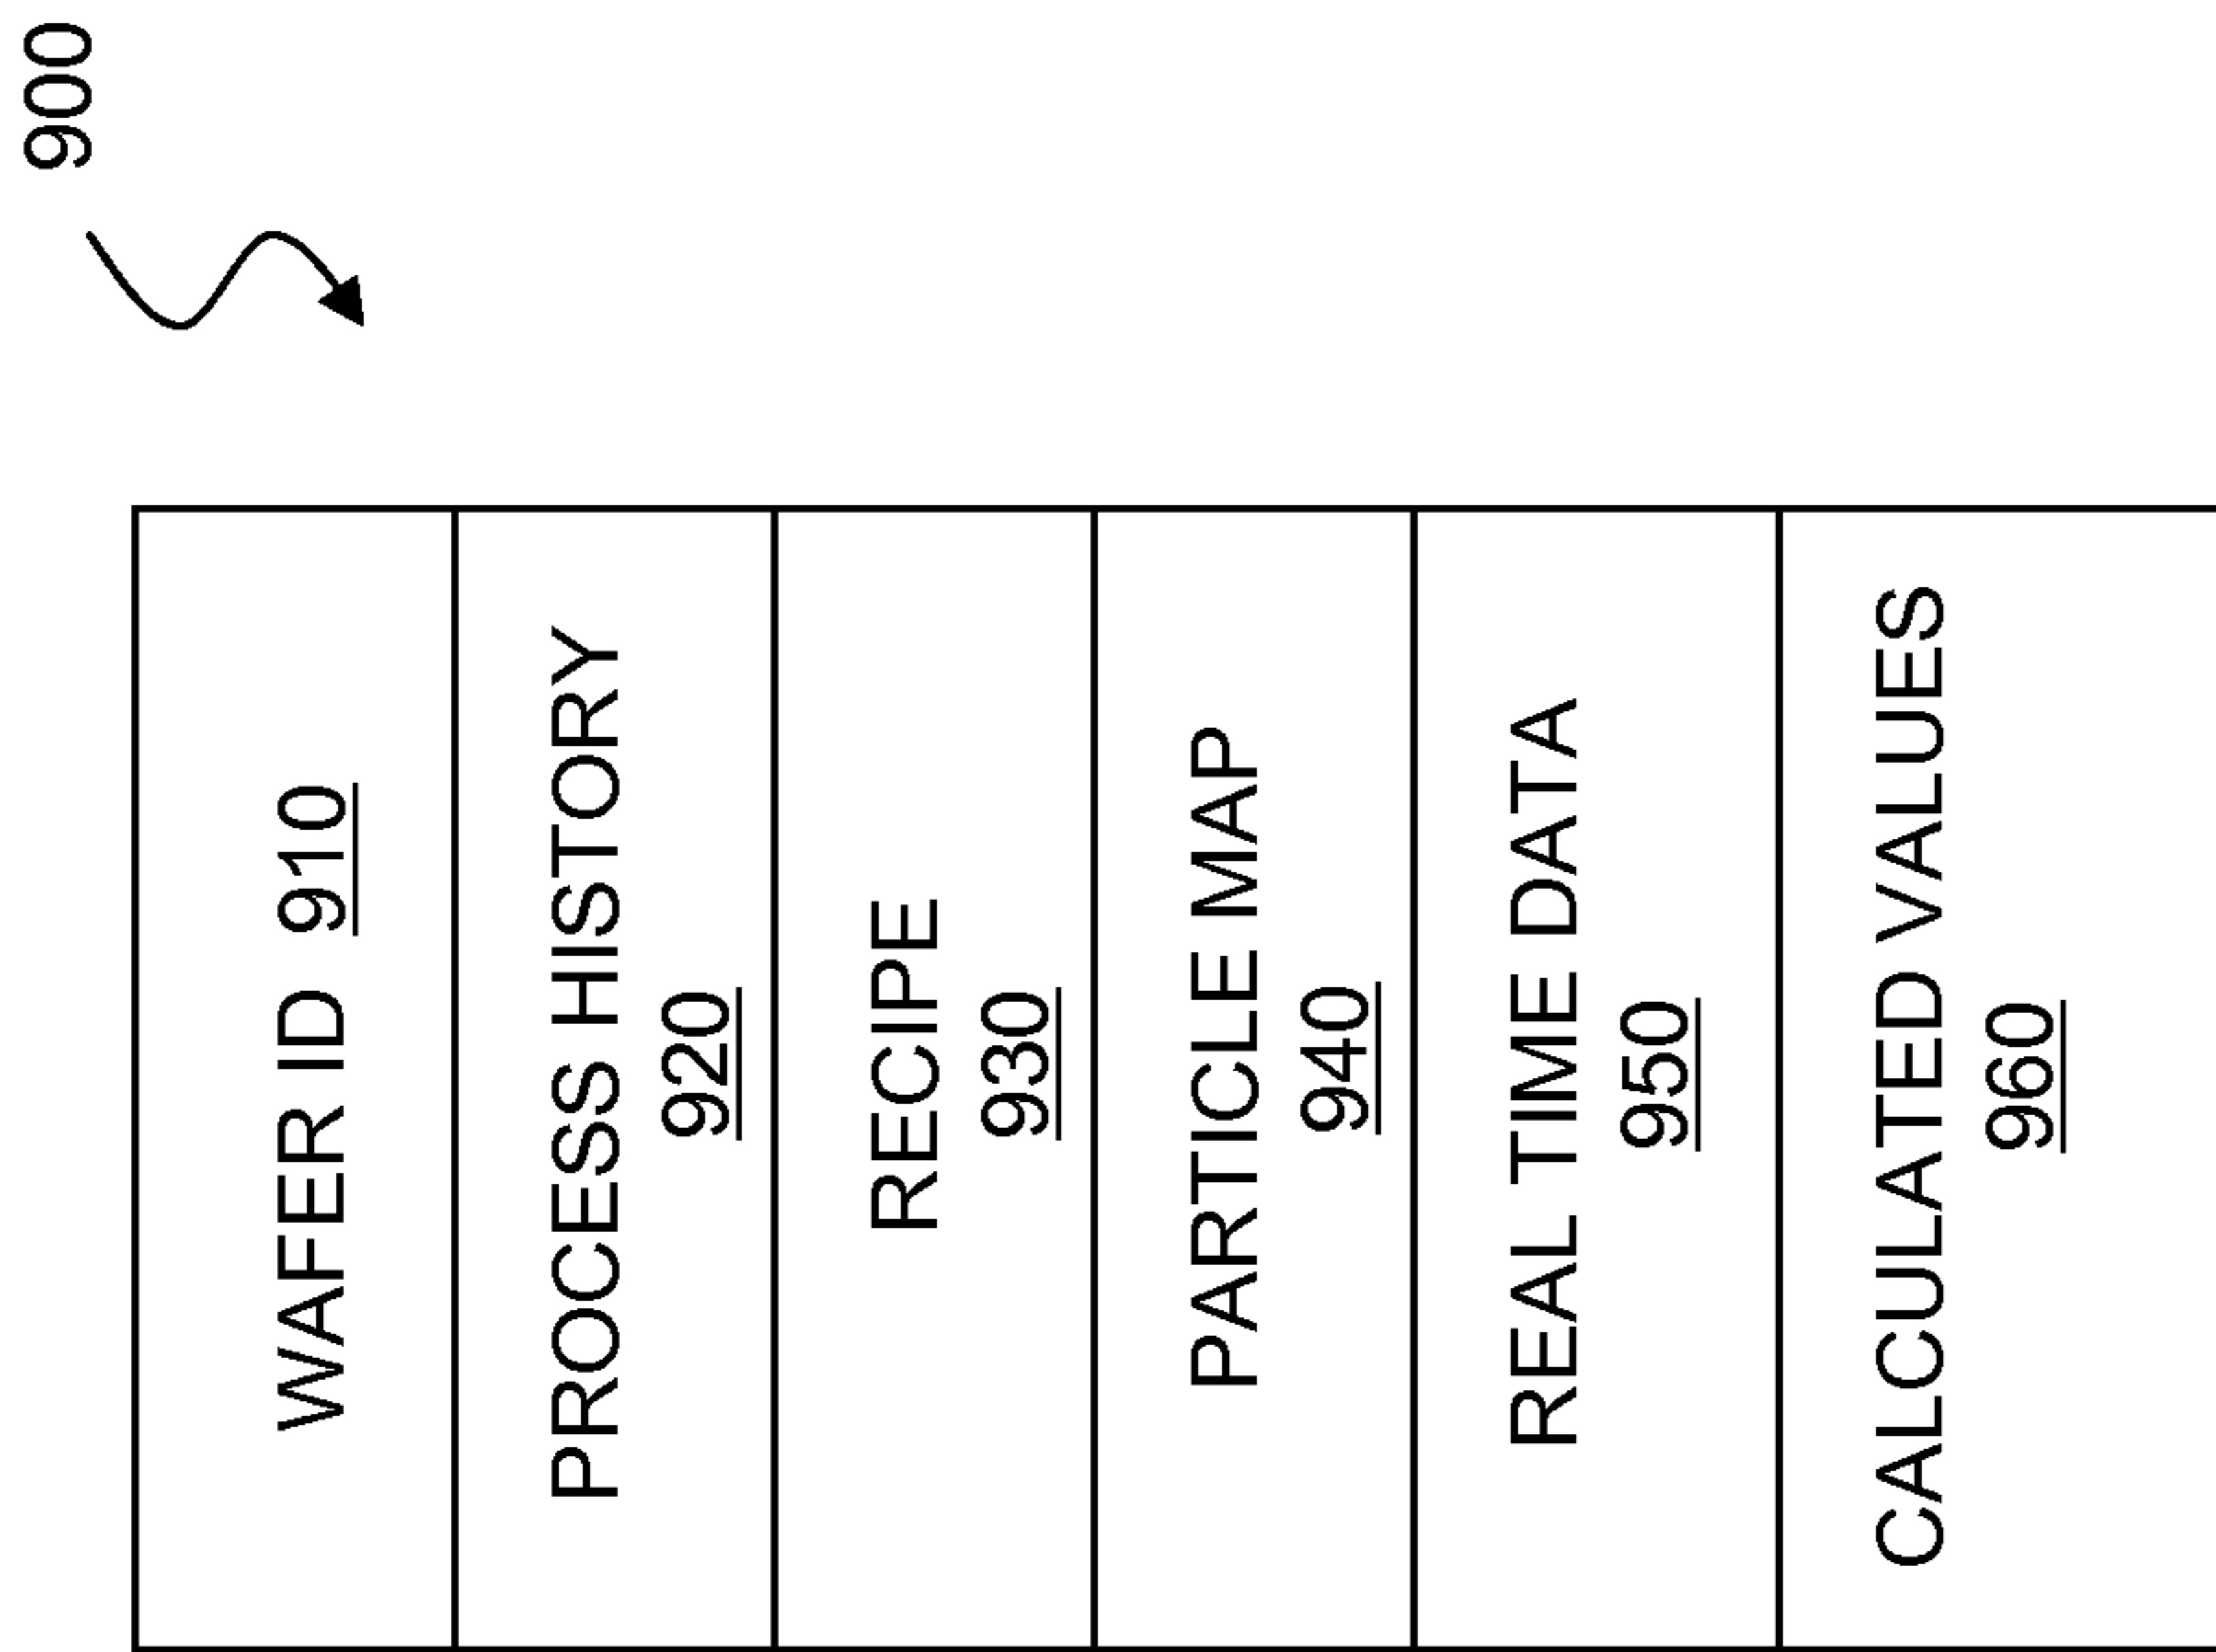 900
WAFER ID 910
PROCESS HISTORY
920
RECIPE
930
PARTICLE MAP
940
REAL TIME DATA
950
CALCULATED VALUES
960